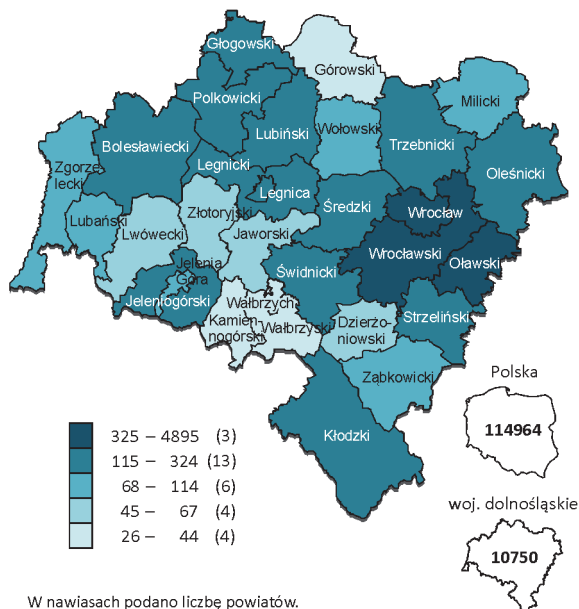 Głogowski
Górowski
Polkowicki
Milicki
Lubiński
Wołowski
Trzebnicki
Bolesławiecki
Zgorze-
lecki
Legnicki
Oleśnicki
Legnica
Średzki
Złotoryjski
Wrocław
Lubański
Lwówecki
Jaworski
Wrocławski
Oławski
Jelenia
Góra
Świdnicki
Jeleniogórski
Wałbrzych
Kamien-
nogórski
Wałbrzyski
Dzierżo-
niowski
Strzeliński
Ząbkowicki
Kłodzki
Polska
114964
woj. dolnośląskie
10750
325 – 4895 (3)
115 – 324 (13)
68 – 114 (6)
45 – 67 (4)
26 – 44 (4)
W nawiasach podano liczbę powiatów.